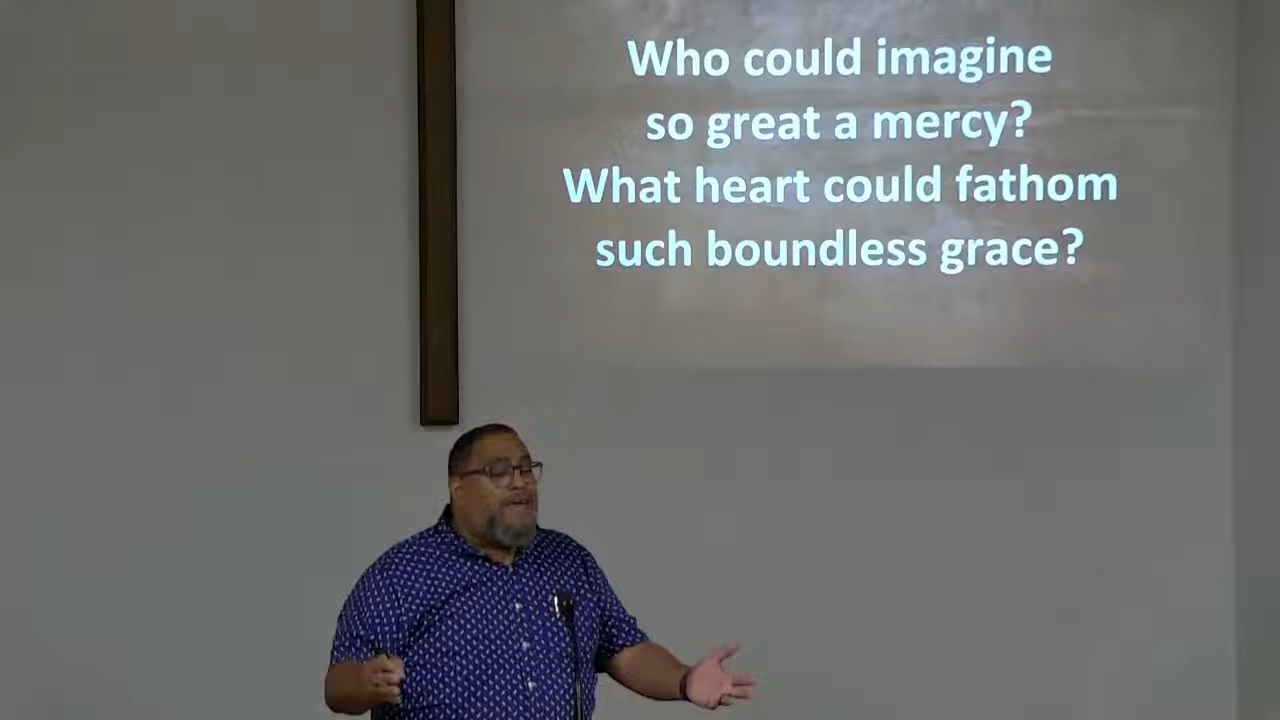 Who could imagine
so great a mercy?
What heart could fathom
such boundless grace?